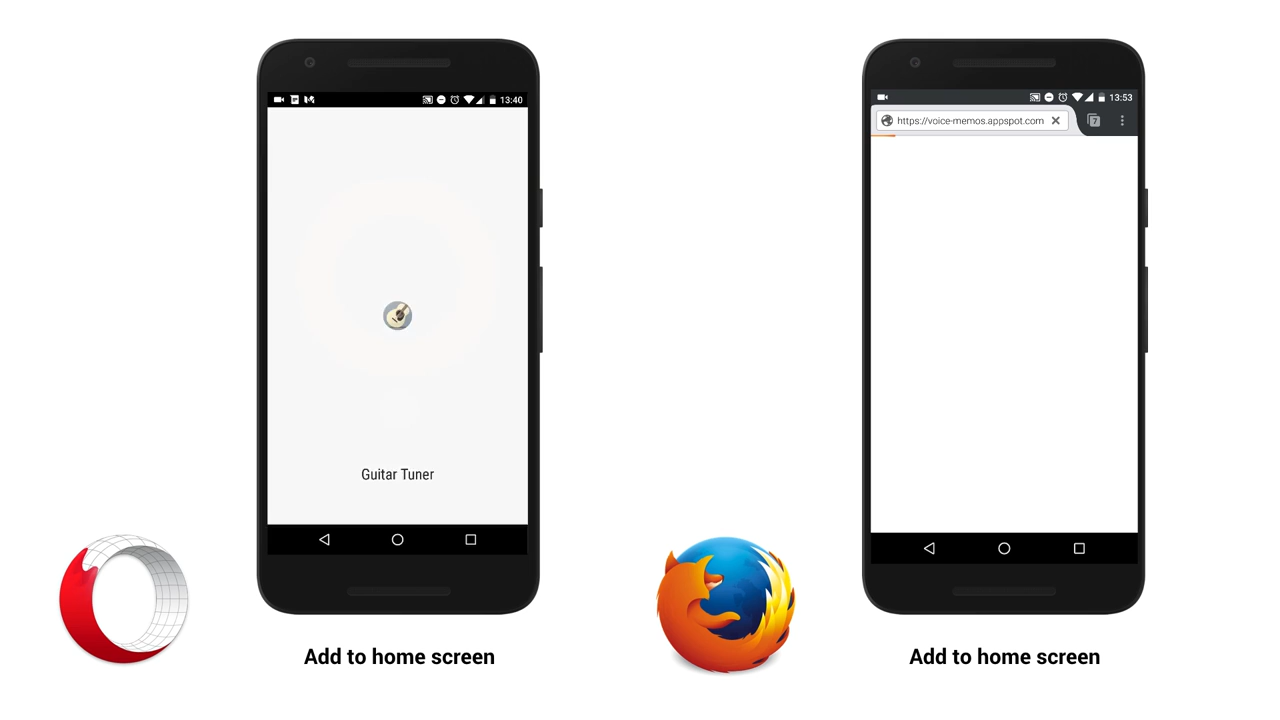 13:40
Guitar Tuner
Add to home screen
13:53
https://voice-memos.appspot.com
7
Add to home screen